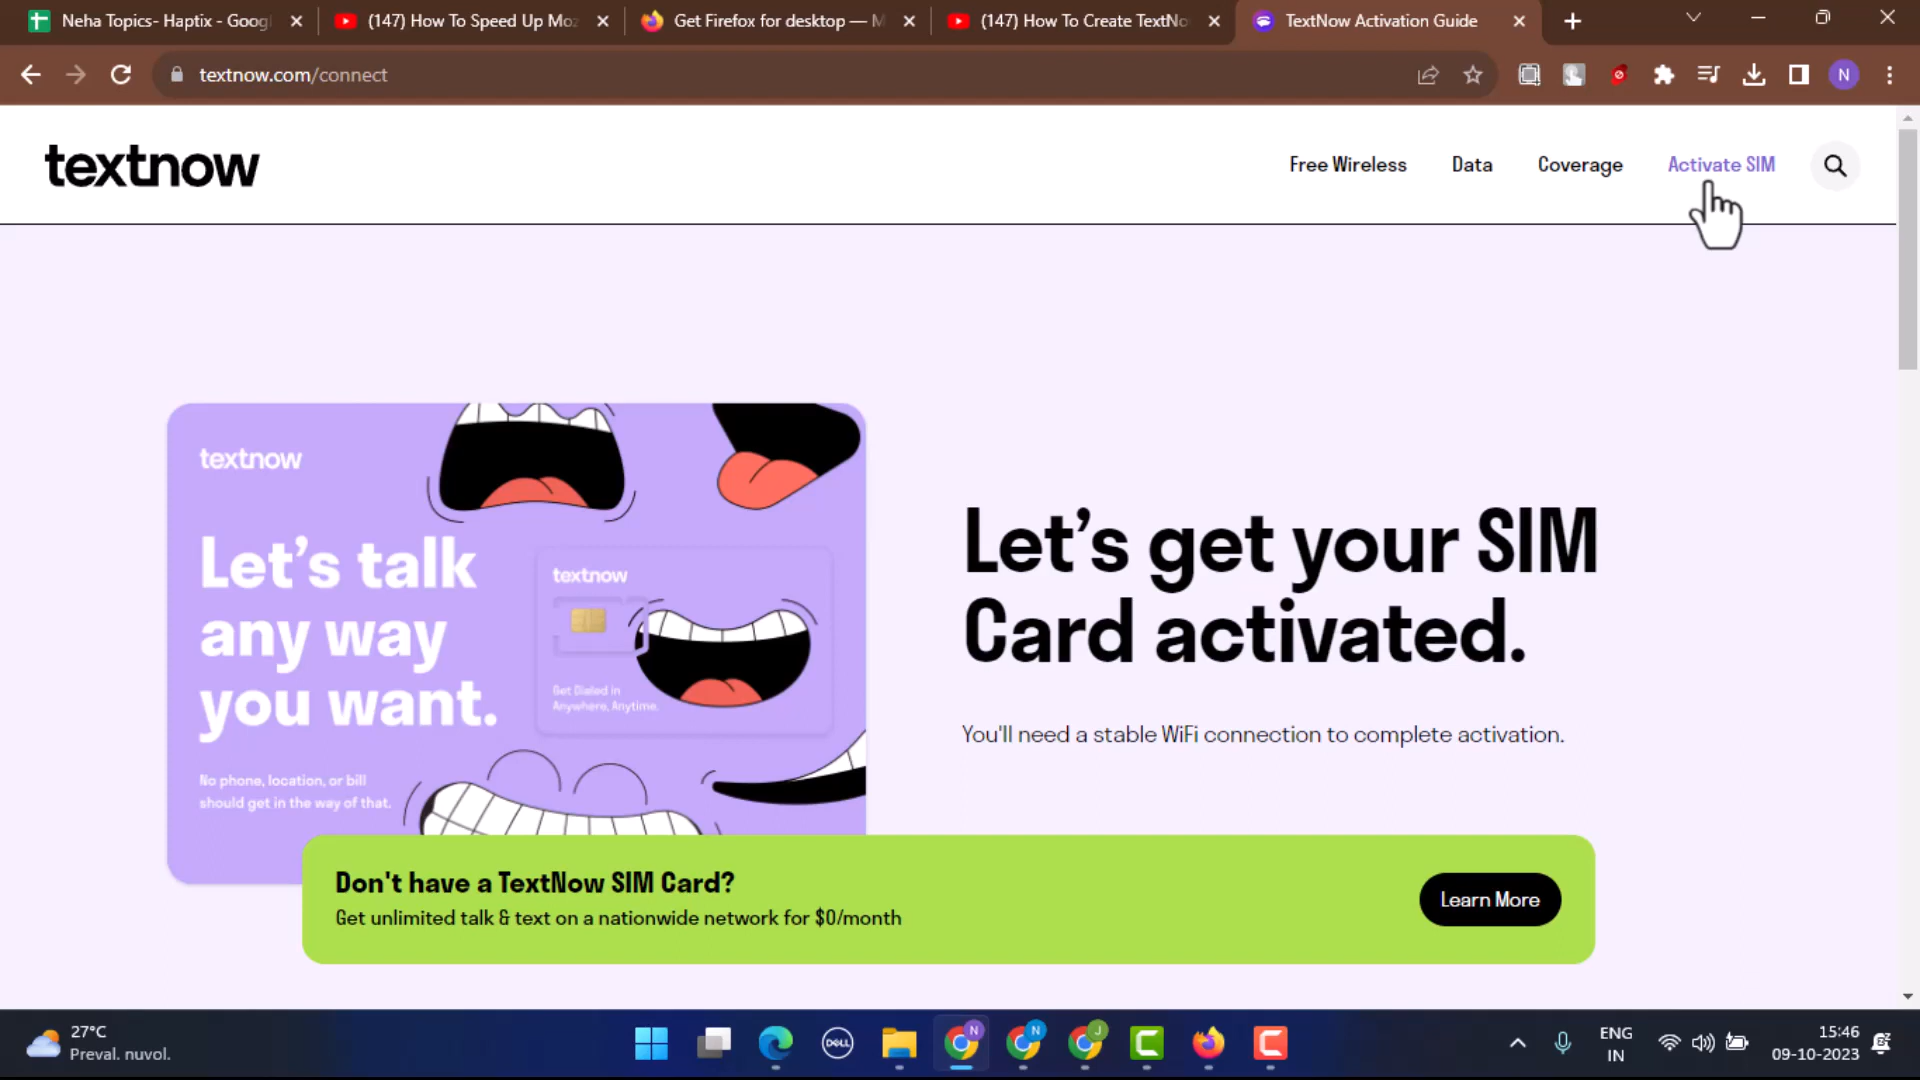 Neha Topics- Haptix - Googl
(147) How To Speed Up Moz
Get Firefox for desktop — M
(147) How To Create TextNo
TextNow Activation Guide
textnow.com/connect
N
textnow
Free Wireless
Data
Coverage
Activate SIM
textnow
Let's talk
any way
you want.
No phone, location, or bill
should get in the way of that.
textnow
Get Dialed in
Anywhere, Anytime.
Let's get your SIM
Card activated.
You'll need a stable WiFi connection to complete activation.
Don't have a TextNow SIM Card?
Get unlimited talk & text on a nationwide network for $0/month
Learn More
27°C
Preval. nuvol.
DELL
N
N
J
ENG
IN
15:46
09-10-2023